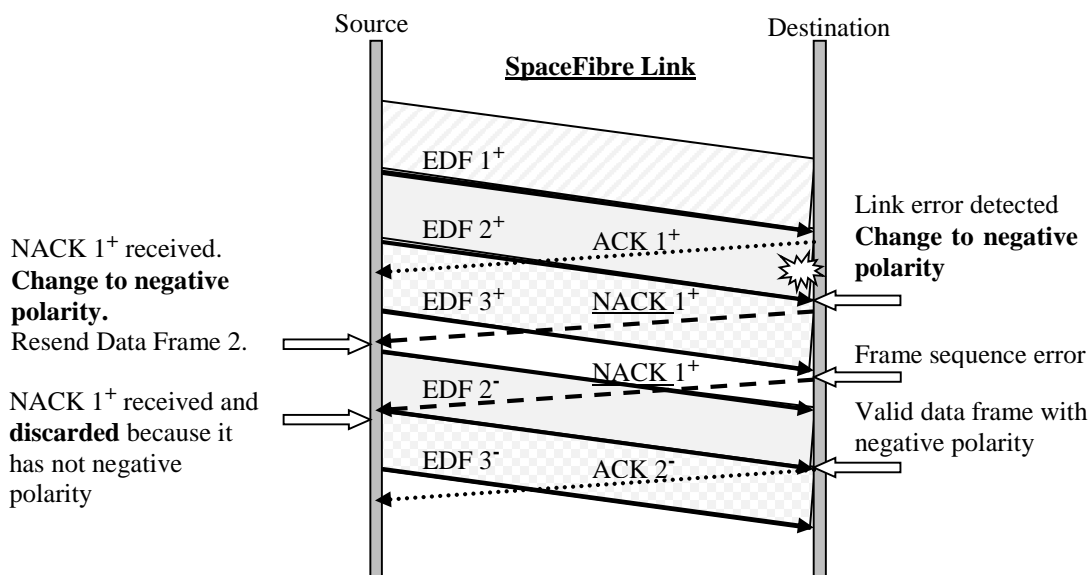 Source
Destination
SpaceFibre Link
EDF 1+
EDF 2+
ACK 1+
Link error detected
Change to negative
polarity
NACK 1+ received.
Change to negative
polarity.
Resend Data Frame 2.
EDF 3+
NACK 1+
Frame sequence error
NACK 1+
EDF 2-
NACK 1+ received and
discarded because it
has not negative
polarity
Valid data frame with
negative polarity
EDF 3-
ACK 2-